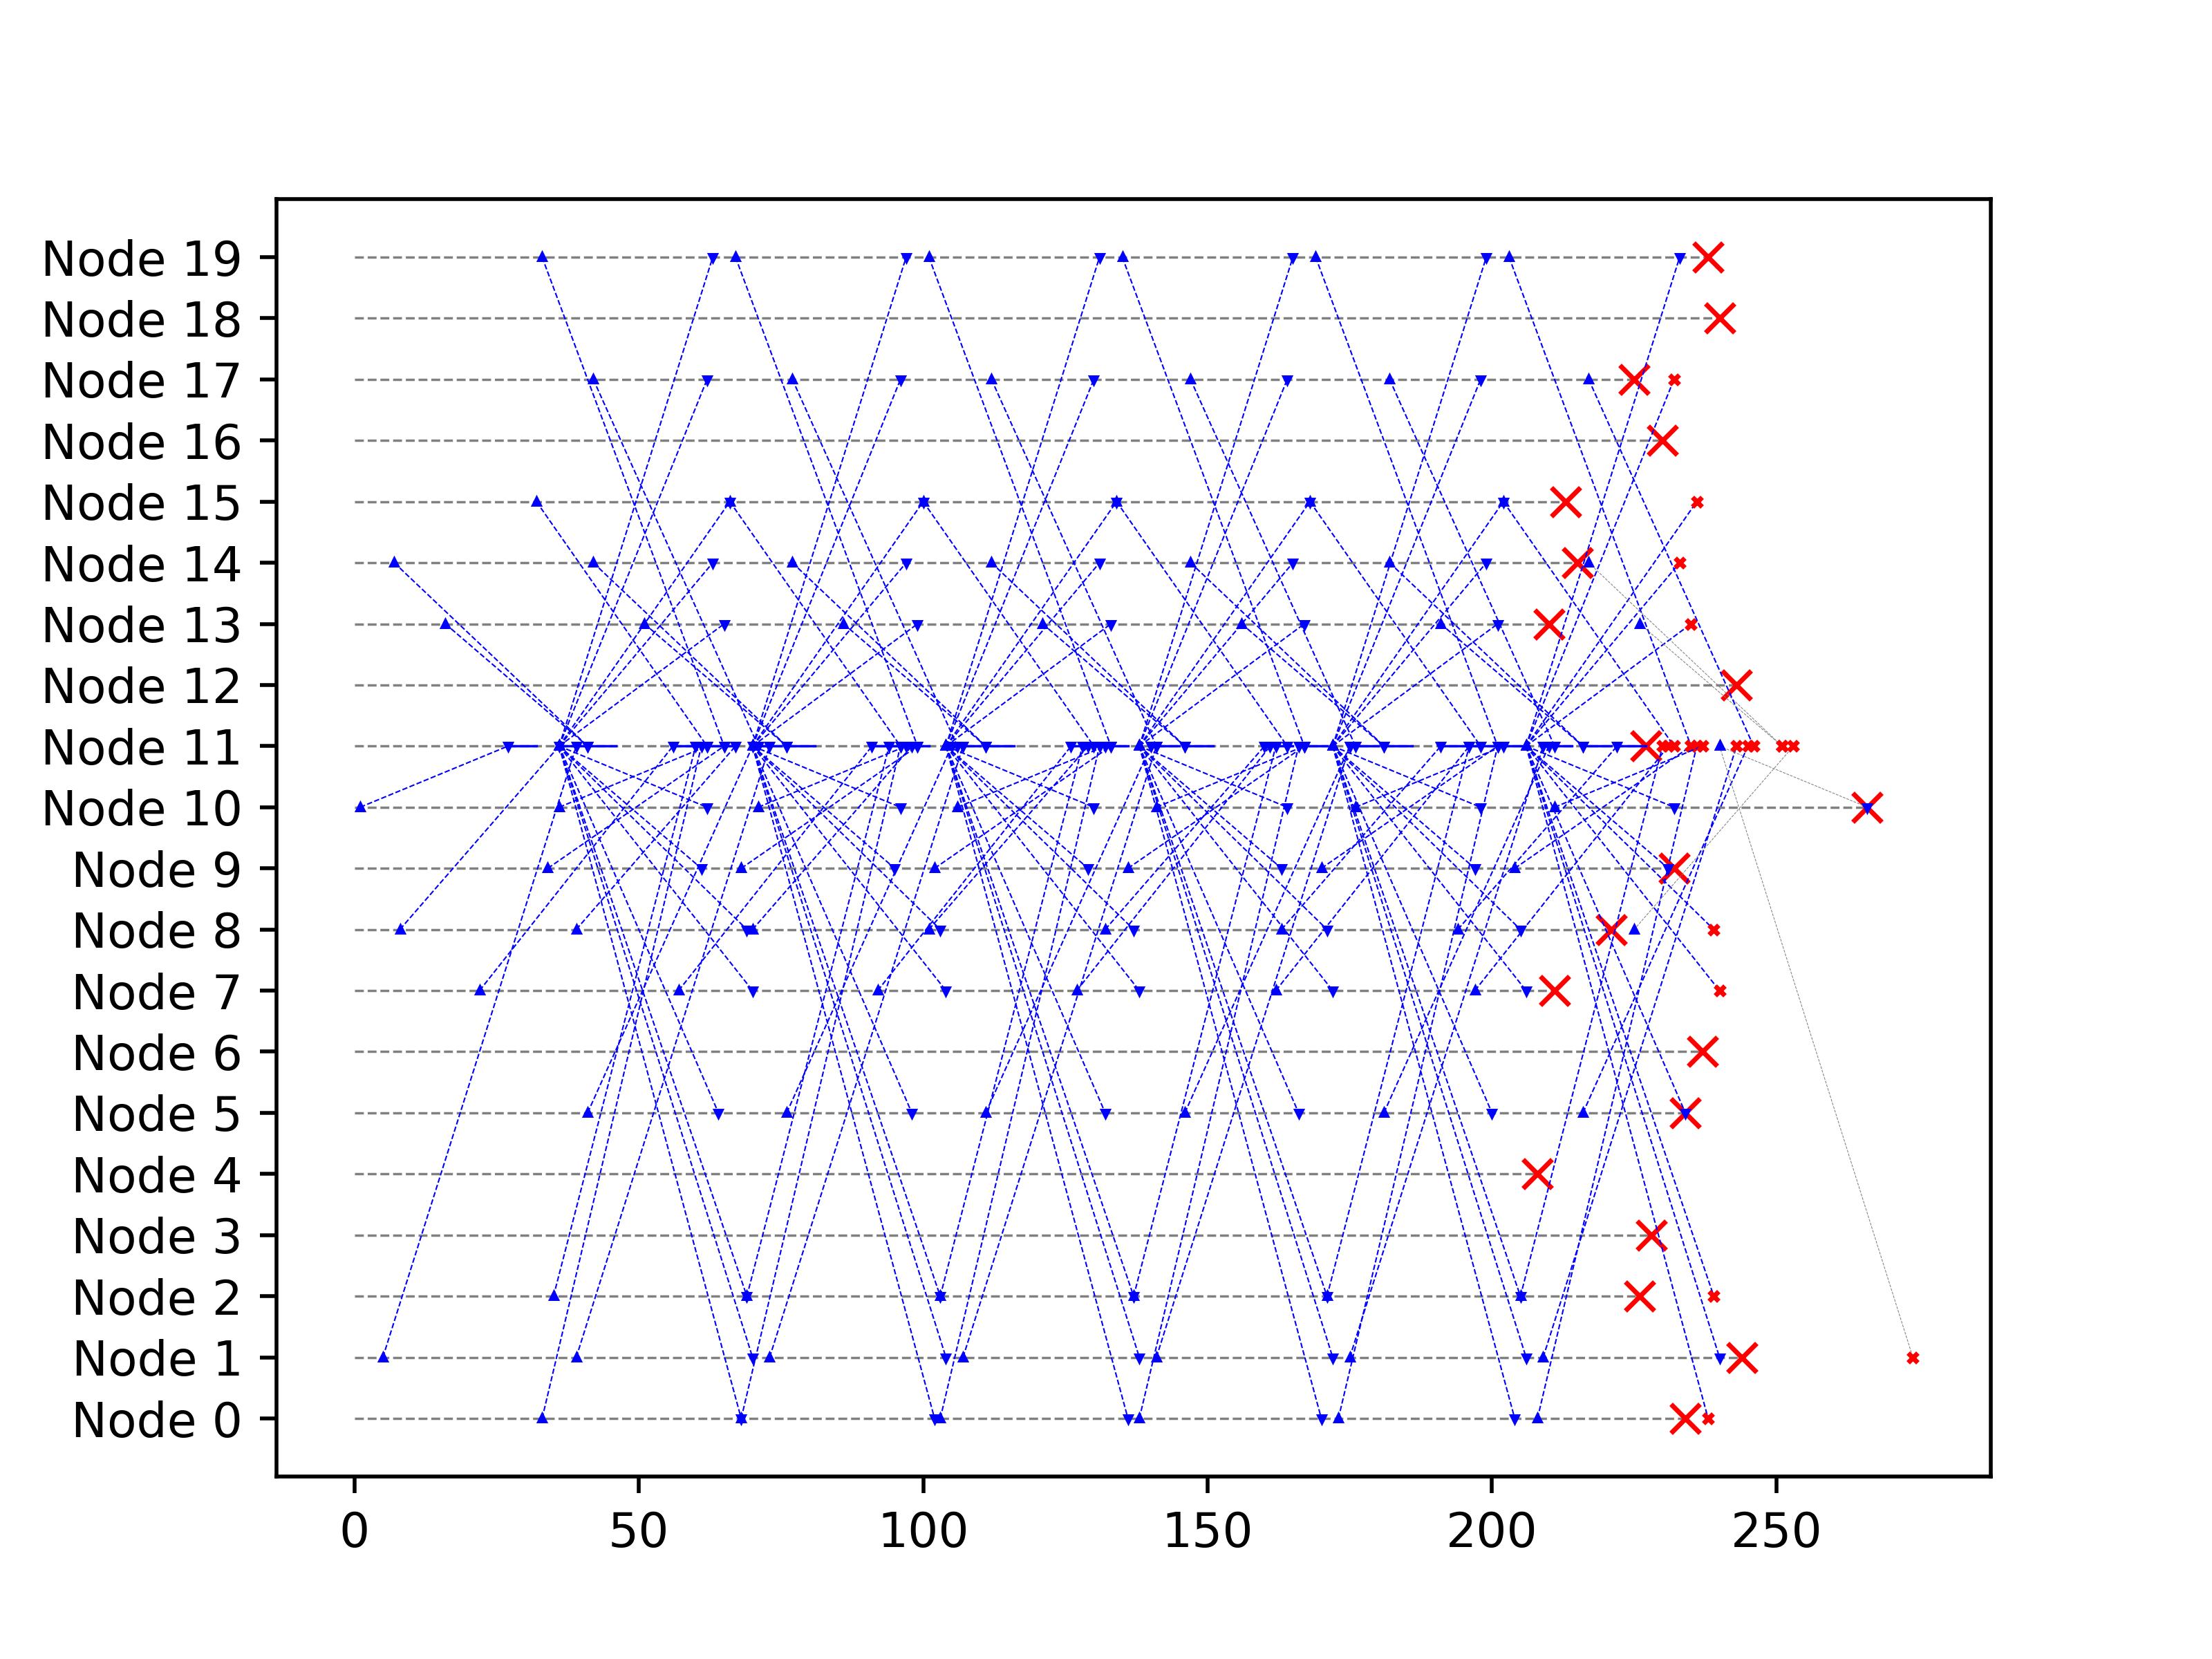 Node 19
Node 18
Node 17
Node 16
Node 15
Node 14
Node 13
Node 12
Node 11
Node 10
Node 9
Node 8
Node 7
Node 6
Node 5
Node 4
Node 3
Node 2
Node 1
Node 0
0 50 100 150 200 250